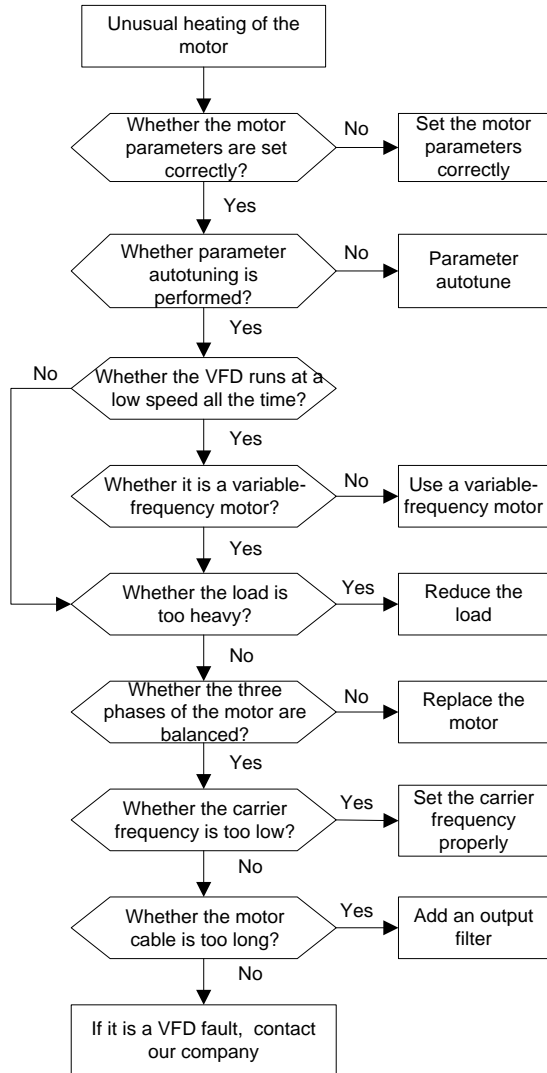 Unusual heating of the
motor
Whether the motor
parameters are set
correctly?
No
Set the motor
parameters
correctly
Yes
Whether parameter
autotuning is
performed?
No
Parameter
autotune
Yes
No
Whether the VFD runs at a
low speed all the time?
Yes
Whether it is a variable-
frequency motor?
No
Use a variable-
frequency motor
Yes
Whether the load is
too heavy?
Yes
Reduce the
load
No
Whether the three
phases of the motor are
balanced?
No
Replace the
motor
Yes
Whether the carrier
frequency is too low?
Yes
Set the carrier
frequency
properly
No
Whether the motor
cable is too long?
Yes
Add an output
filter
No
If it is a VFD fault, contact
our company